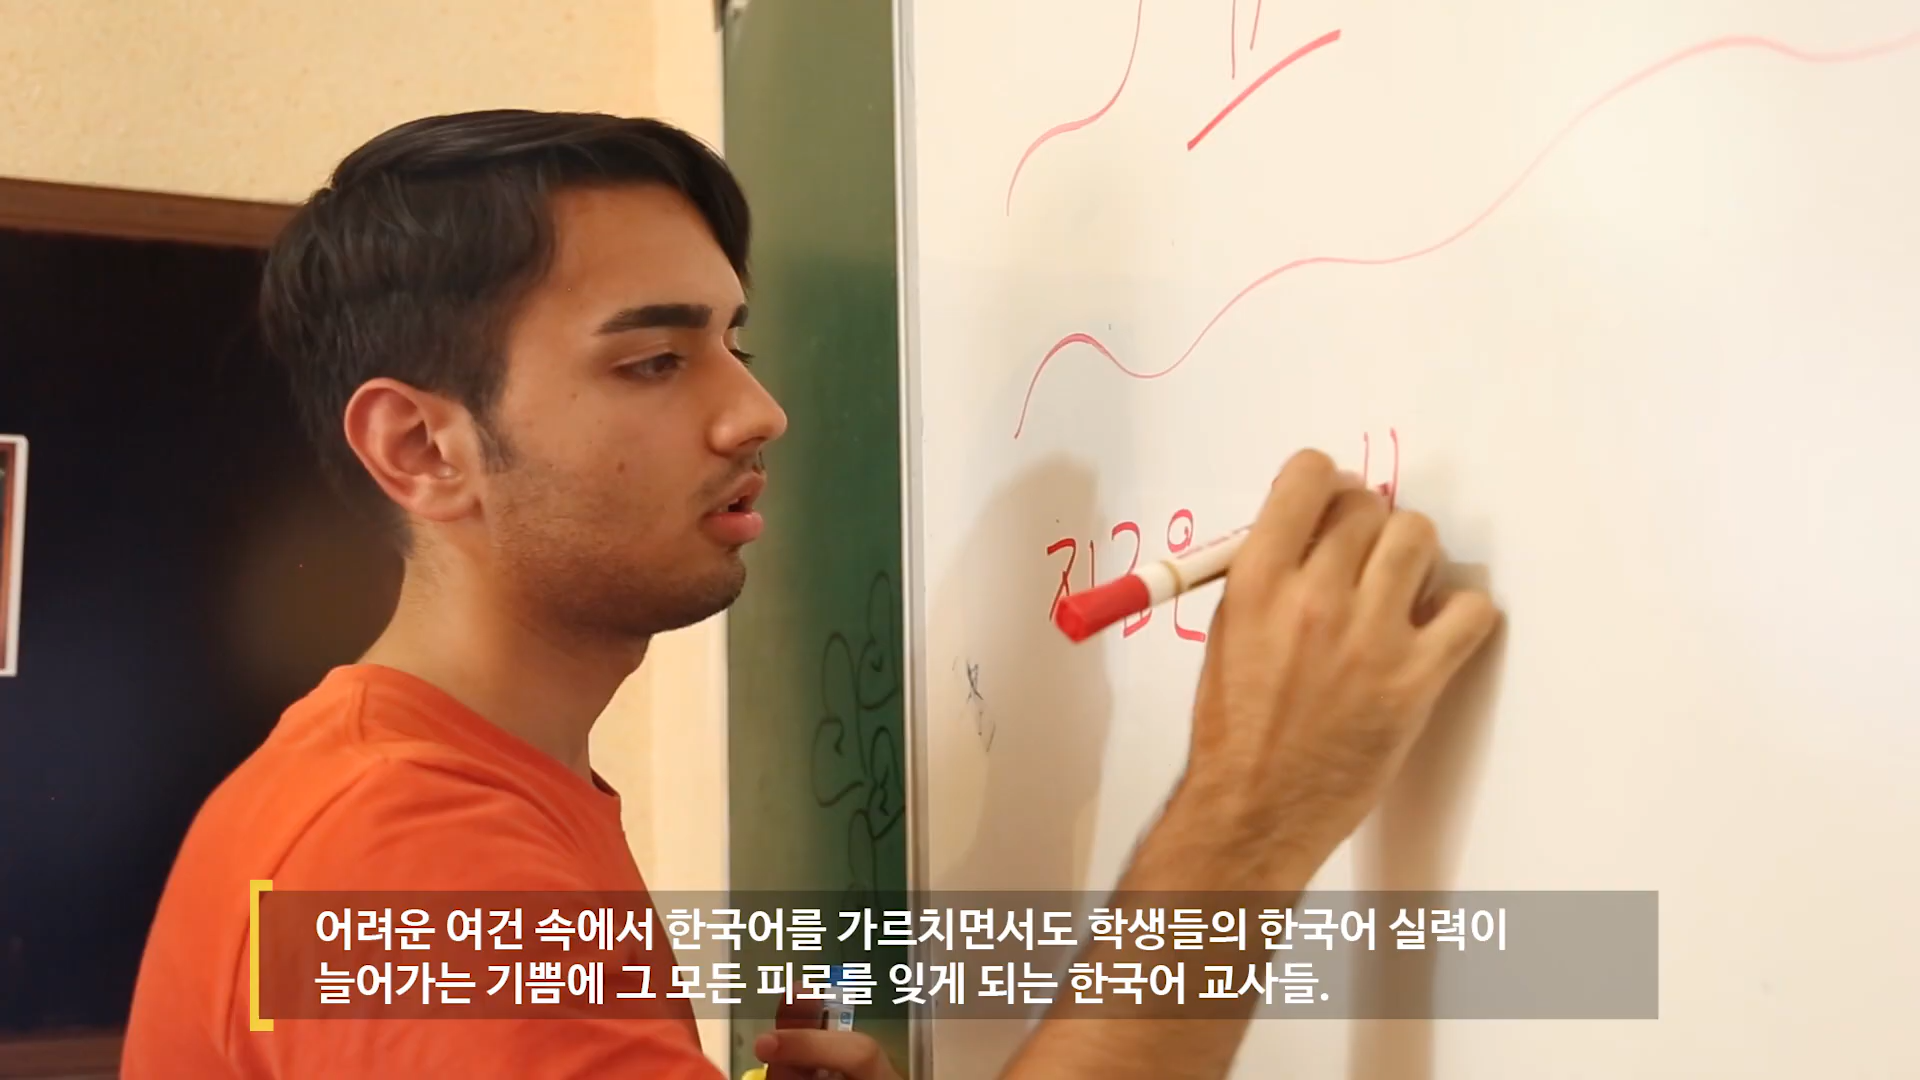 지금은
어려운 여건 속에서 한국어를 가르치면서도 학생들의 한국어 실력이
늘어가는 기쁨에 그 모든 피로를 잊게 되는 한국어 교사들.